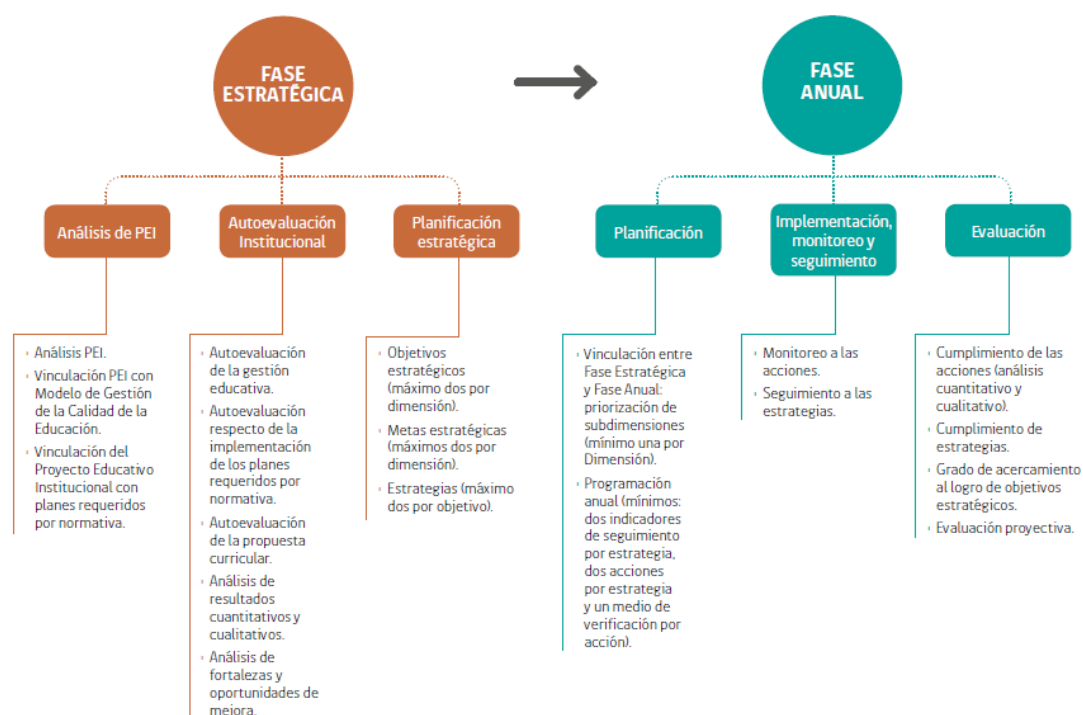 FASE
ESTRATÉGICA
Análisis de PEI
› Análisis PEI.
› Vinculación PEI con
Modelo de Gestión
de la Calidad de la
Educación.
› Vinculación del
Proyecto Educativo
Institucional con
planes requeridos
por normativa.
Autoevaluación
Institucional
› Autoevaluación
de la gestión
educativa.
› Autoevaluación
respecto de la
implementación
de los planes
requeridos por
normativa.
› Autoevaluación
de la propuesta
curricular.
› Análisis de
resultados
cuantitativos y
cualitativos.
› Análisis de
fortalezas y
oportunidades de
mejora.
Planificación
estratégica
› Objetivos
estratégicos
(máximo dos por
dimensión).
› Metas estratégicas
(máximos dos por
dimensión).
› Estrategias (máximo
dos por objetivo).
FASE
ANUAL
Planificación
› Vinculación entre
Fase Estratégica
y Fase Anual:
priorización de
subdimensiones
(mínimo una por
Dimensión).
› Programación
anual (mínimos:
dos indicadores
de seguimiento
por estrategia,
dos acciones
por estrategia
y un medio de
verificación por
acción).
Implementación,
monitoreo y
seguimiento
› Monitoreo a las
acciones.
› Seguimiento a las
estrategias.
Evaluación
› Cumplimiento de las
acciones (análisis
cuantitativo y
cualitativo).
› Cumplimiento de
estrategias.
› Grado de acercamiento
al logro de objetivos
estratégicos.
› Evaluación proyectiva.